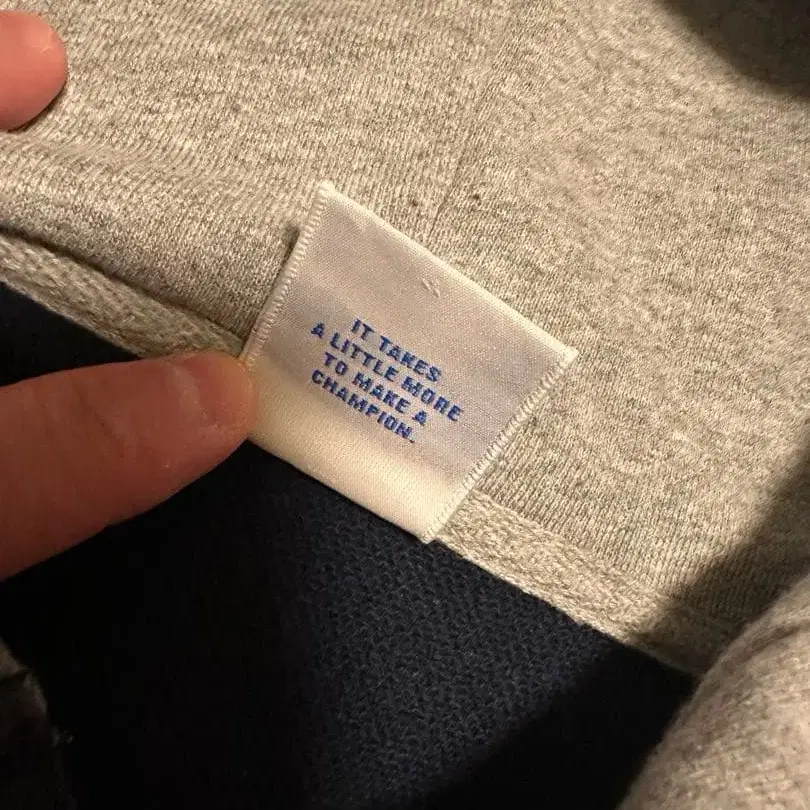 IT TAKES
A LITTLE MORE
TO MAKE A
CHAMPION.